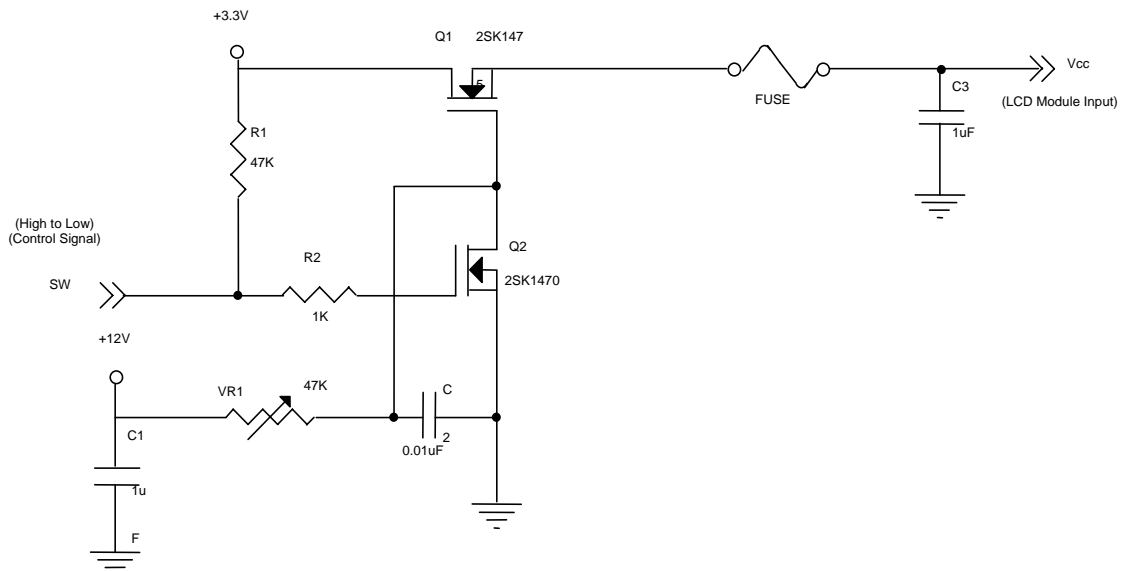 +3.3V
Q1 2SK147
5
FUSE
Vcc
(LCD Module Input)
C3
1uF
R1
47K
(High to Low)
(Control Signal)
SW
R2
1K
Q2
2SK1470
+12V
VR1
47K
C
2
0.01uF
C1
1u
F